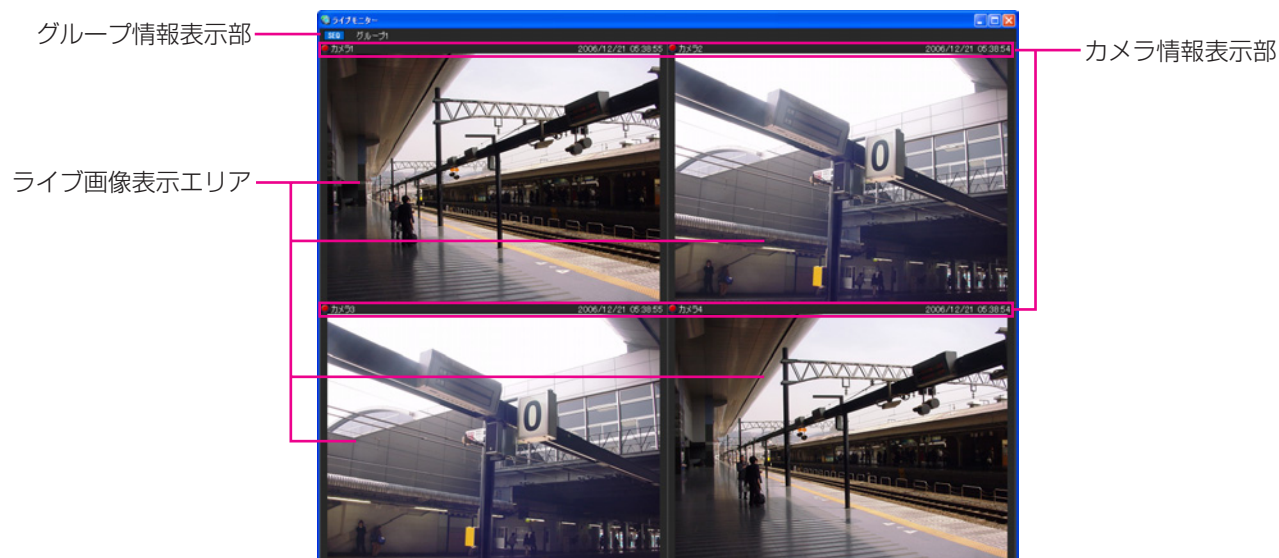 ライブモニター
グループ情報表示部
SEQ グループ1
カメラ1 2006/12/21 05:38:55
カメラ2 2006/12/21 05:38:54
カメラ情報表示部
0
ライブ画像表示エリア
カメラ3 2006/12/21 05:38:55
カメラ4 2006/12/21 05:38:54
0